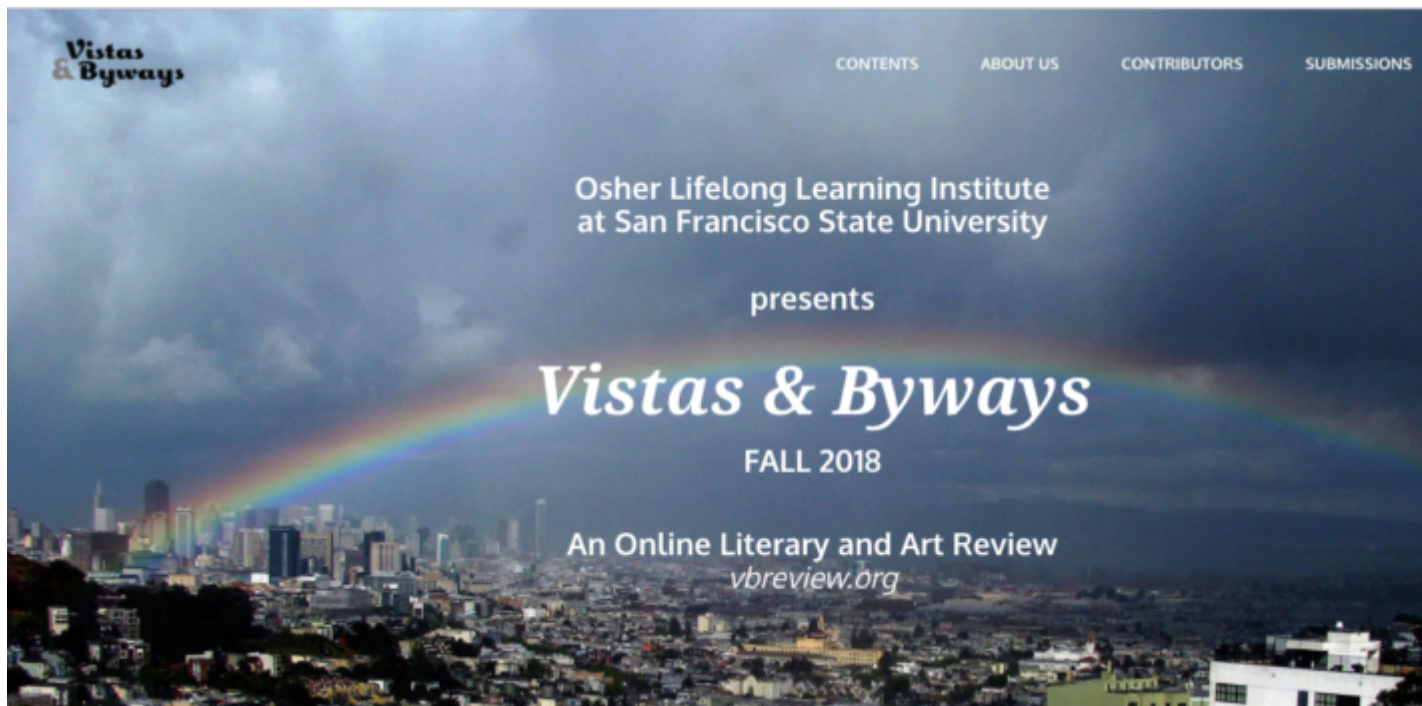 Vistas
& Byways
CONTENTS ABOUT US CONTRIBUTORS SUBMISSIONS
Osher Lifelong Learning Institute
at San Francisco State University
presents
Vistas & Byways
FALL 2018
An Online Literary and Art Review
vbreview.org